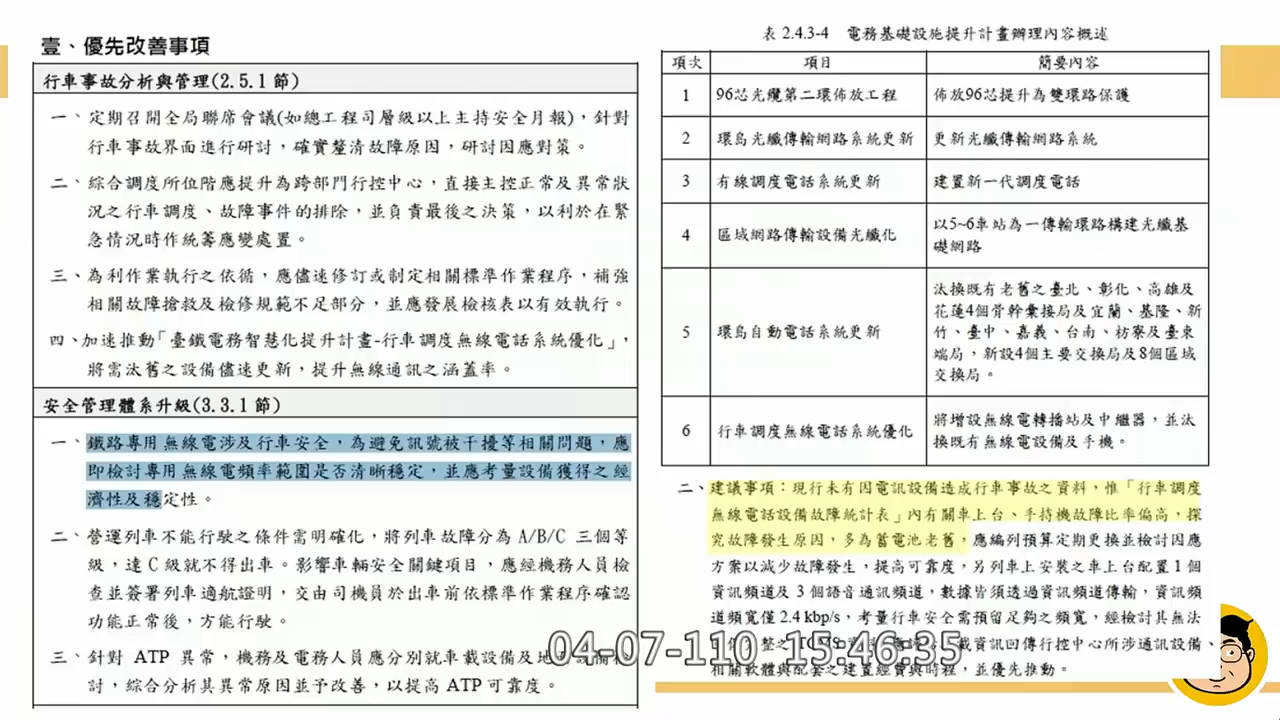 壹、優先改善事項
行車事故分析與管理(2.5.1 節)
一、定期召開全局聯席會議(如總工程司層級以上主持安全月報)，針對
行車事故界面進行研討，確實釐清故障原因，研討因應對策。
二、綜合調度所位階應提升為跨部門行控中心，直接主控正常及異常狀
況之行車調度、故障事件的排除，並負責最後之決策，以利於在緊
急情況時作統籌應變處置。
三、為利作業執行之依循，應儘速修訂或制定相關標準作業程序，補強
相關故障搶救及檢修規範不足部分，並應發展檢核表以有效執行。
四、加速推動「臺鐵電務智慧化提升計畫-行車調度無線電話系統優化」，
將需汰舊之設備儘速更新，提升無線通訊之涵蓋率。
安全管理體系升級(3.3.1 節)
一、鐵路專用無線電涉及行車安全，為避免訊號被干擾等相關問題，應
即檢討專用無線電頻率範圍是否清晰穩定，並應考量設備獲得之經
濟性及穩定性。
二、營運列車不能行駛之條件需明確化，將列車故障分為 A/B/C 三個等
級，達 C 級就不得出車。影響車輛安全關鍵項目，應經機務人員檢
查並簽署列車適航證明，交由司機員於出車前依標準作業程序確認
功能正常後，方能行駛。
三、針對 ATP 異常，機務及電務人員應分別就車載設備及地
討，綜合分析其異常原因並予改善，以提高 ATP 可靠度。
表 2.4.3-4 電務基礎設施提升計畫辦理內容概述
項次 項目 簡要內容
1 96芯光纜第二環佈放工程 佈放96芯提升為雙環路保護
2 環島光纖傳輸網路系統更新 更新光纖傳輸網路系統
3 有線調度電話系統更新 建置新一代調度電話
4 區域網路傳輸設備光纖化 以5~6車站為一傳輸環路構建光纖基
礎網路
5 環島自動電話系統更新 汰換既有老舊之臺北、彰化、高雄及
花蓮4個骨幹彙接局及宜蘭、基隆、新
竹、臺中、嘉義、台南、枋寮及臺東
端局，新設4個主要交換局及8個區域
交換局。
6 行車調度無線電話系統優化 將增設無線電轉播站及中繼器，並汰
換既有無線電設備及手機。
二、建議事項：現行未有因電訊設備造成行車事故之資料，惟「行車調度
無線電話設備故障統計表」內有關車上台、手持機故障比率偏高，探
究故障發生原因，多為蓄電池老舊，應編列預算定期更換並檢討因應
方案以減少故障發生，提高可靠度，另列車上安裝之車上台配置 1 個
資訊頻道及 3 個語音通訊頻道，數據皆須透過資訊頻道傳輸，資訊頻
道頻寬僅 2.4 kbp/s，考量行車安全需預留足夠之頻寬，經檢討其無法
載資訊回傳行控中心所涉通訊設備、
相關軟體與配套之建置經費與時程，並優先推動。
04-07-110 15:46:35